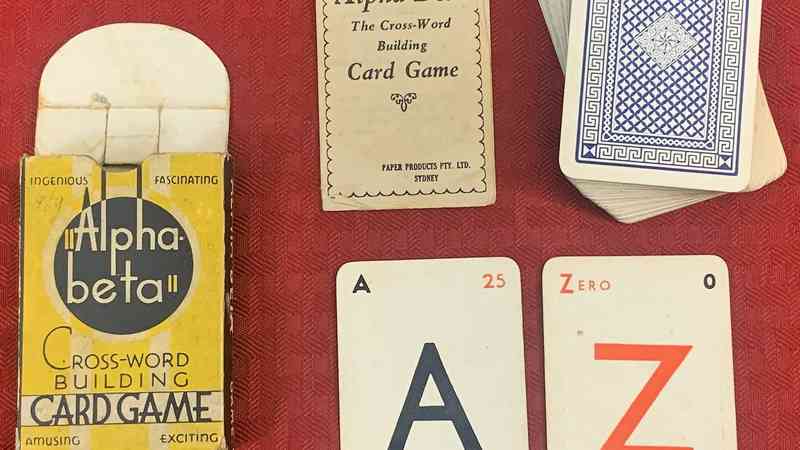 INGENIOUS FASCINATING
"Alpha-
beta"
CROSS-WORD
BUILDING
CARD GAME
AMUSING EXCITING
The Cross-Word
Building
Card Game
PAPER PRODUCTS PTY. LTD.
SYDNEY
A 25
A
ZERO 0
Z